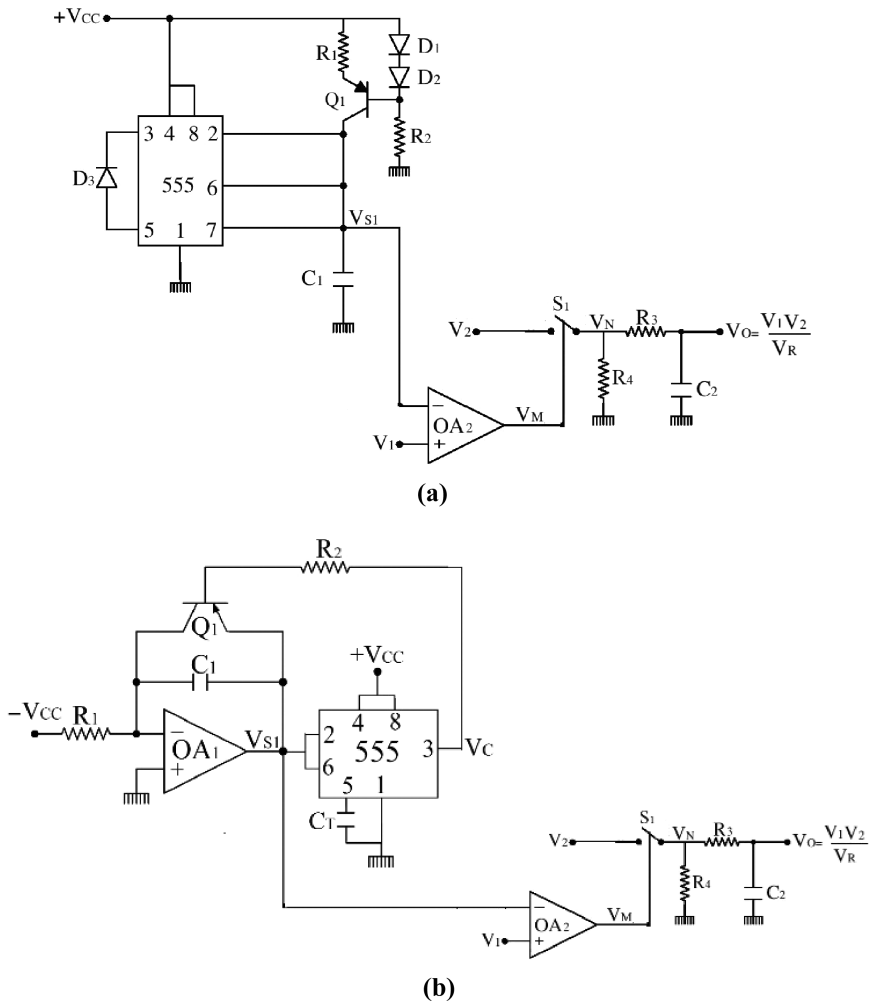 +VCC
R1
D1
D2
Q1
R2
3 4 8 2
D3
555
6
5 1 7
VS1
C1
S1
V2
VN
R3
VO= V1V2/VR
R4
C2
OA2
−
+
VM
V1
(a)
R2
Q1
C1
+VCC
−VCC
R1
−
OA1
+
VS1
4 8
2
555
3
VC
6
5 1
CT
S1
V2
VN
R3
VO= V1V2/VR
R4
C2
−
OA2
+
VM
V1
(b)